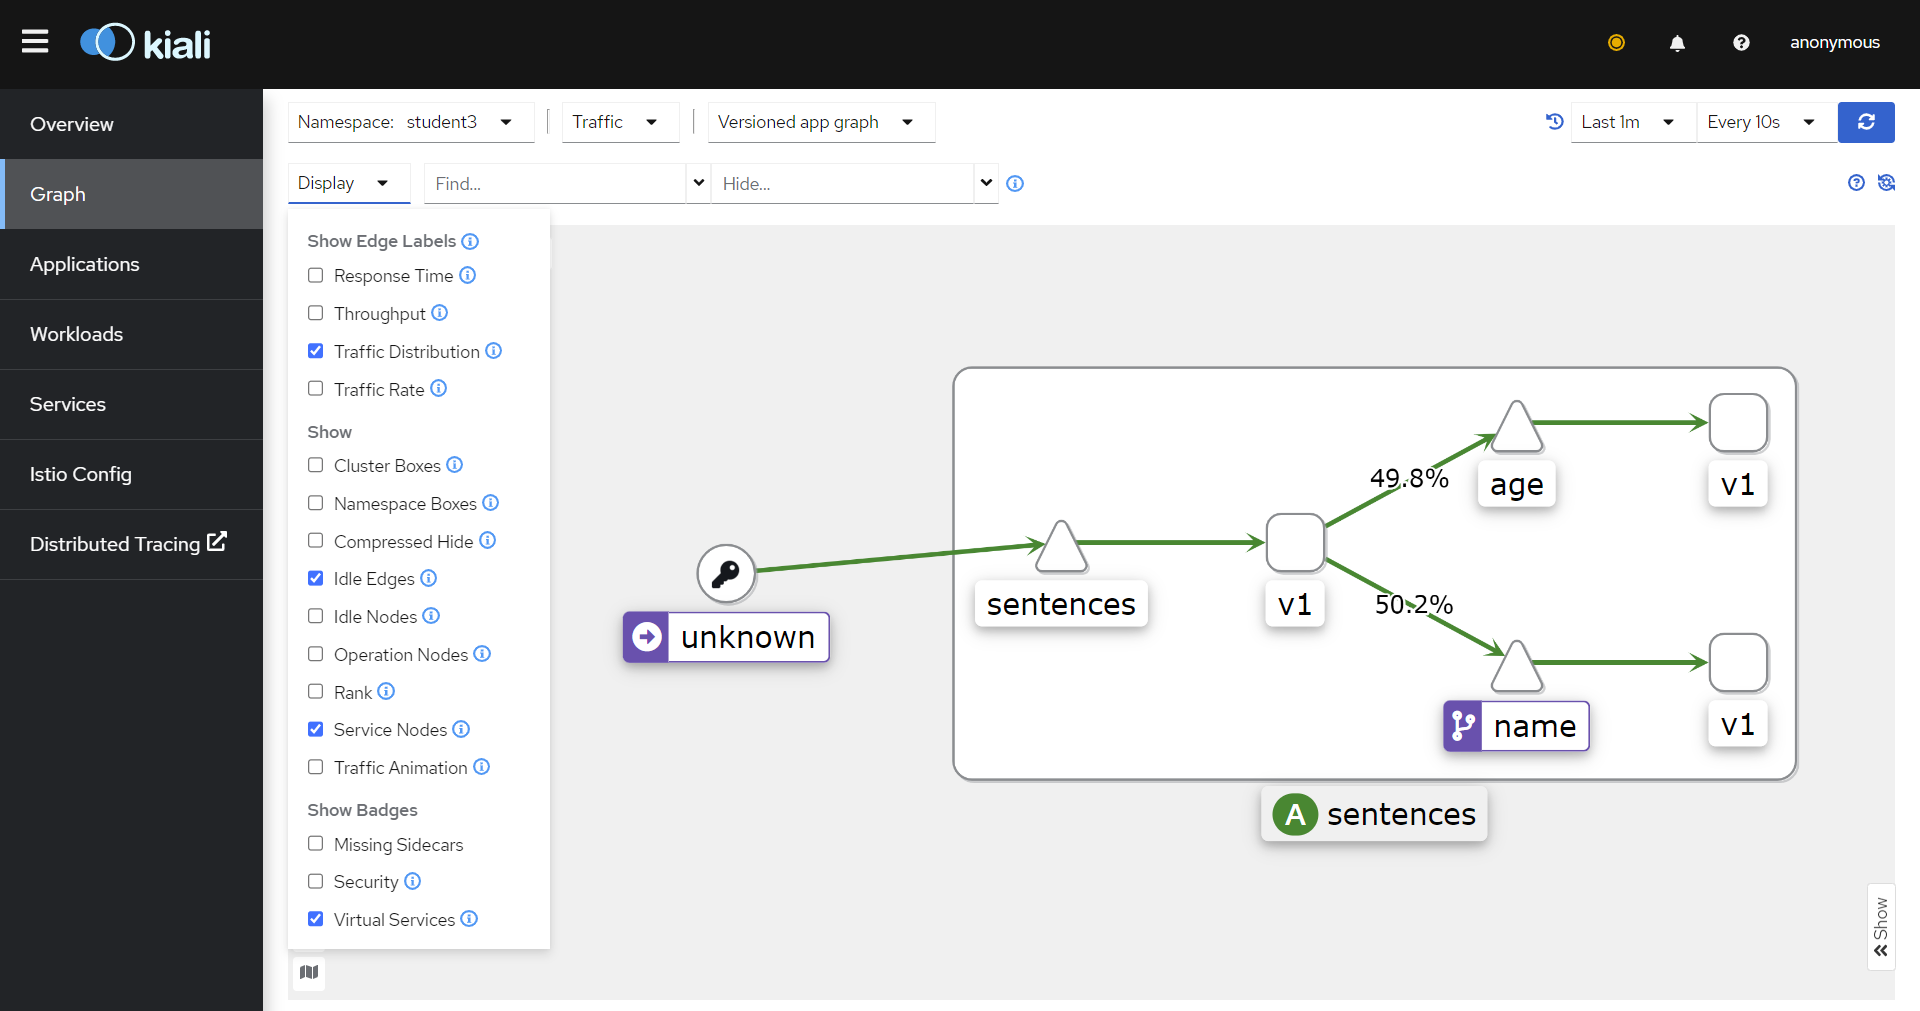 kiali
anonymous
Overview
Graph
Applications
Workloads
Services
Istio Config
Distributed Tracing
Namespace: student3
Traffic
Versioned app graph
Last 1m
Every 10s
Display
Find...
Hide...
Show Edge Labels
Response Time
Throughput
Traffic Distribution
Traffic Rate
Show
Cluster Boxes
Namespace Boxes
Compressed Hide
Idle Edges
Idle Nodes
Operation Nodes
Rank
Service Nodes
Traffic Animation
Show Badges
Missing Sidecars
Security
Virtual Services
unknown
sentences
v1
49.8%
age
v1
50.2%
name
v1
A sentences
Show